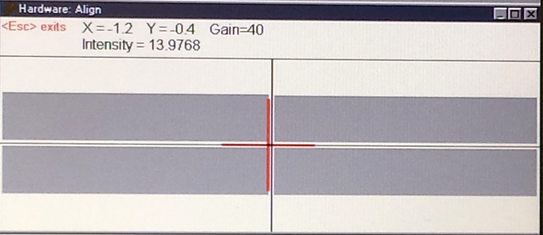 Hardware: Align
<Esc> exits X=-1.2 Y=-0.4 Gain=40
Intensity = 13.9768